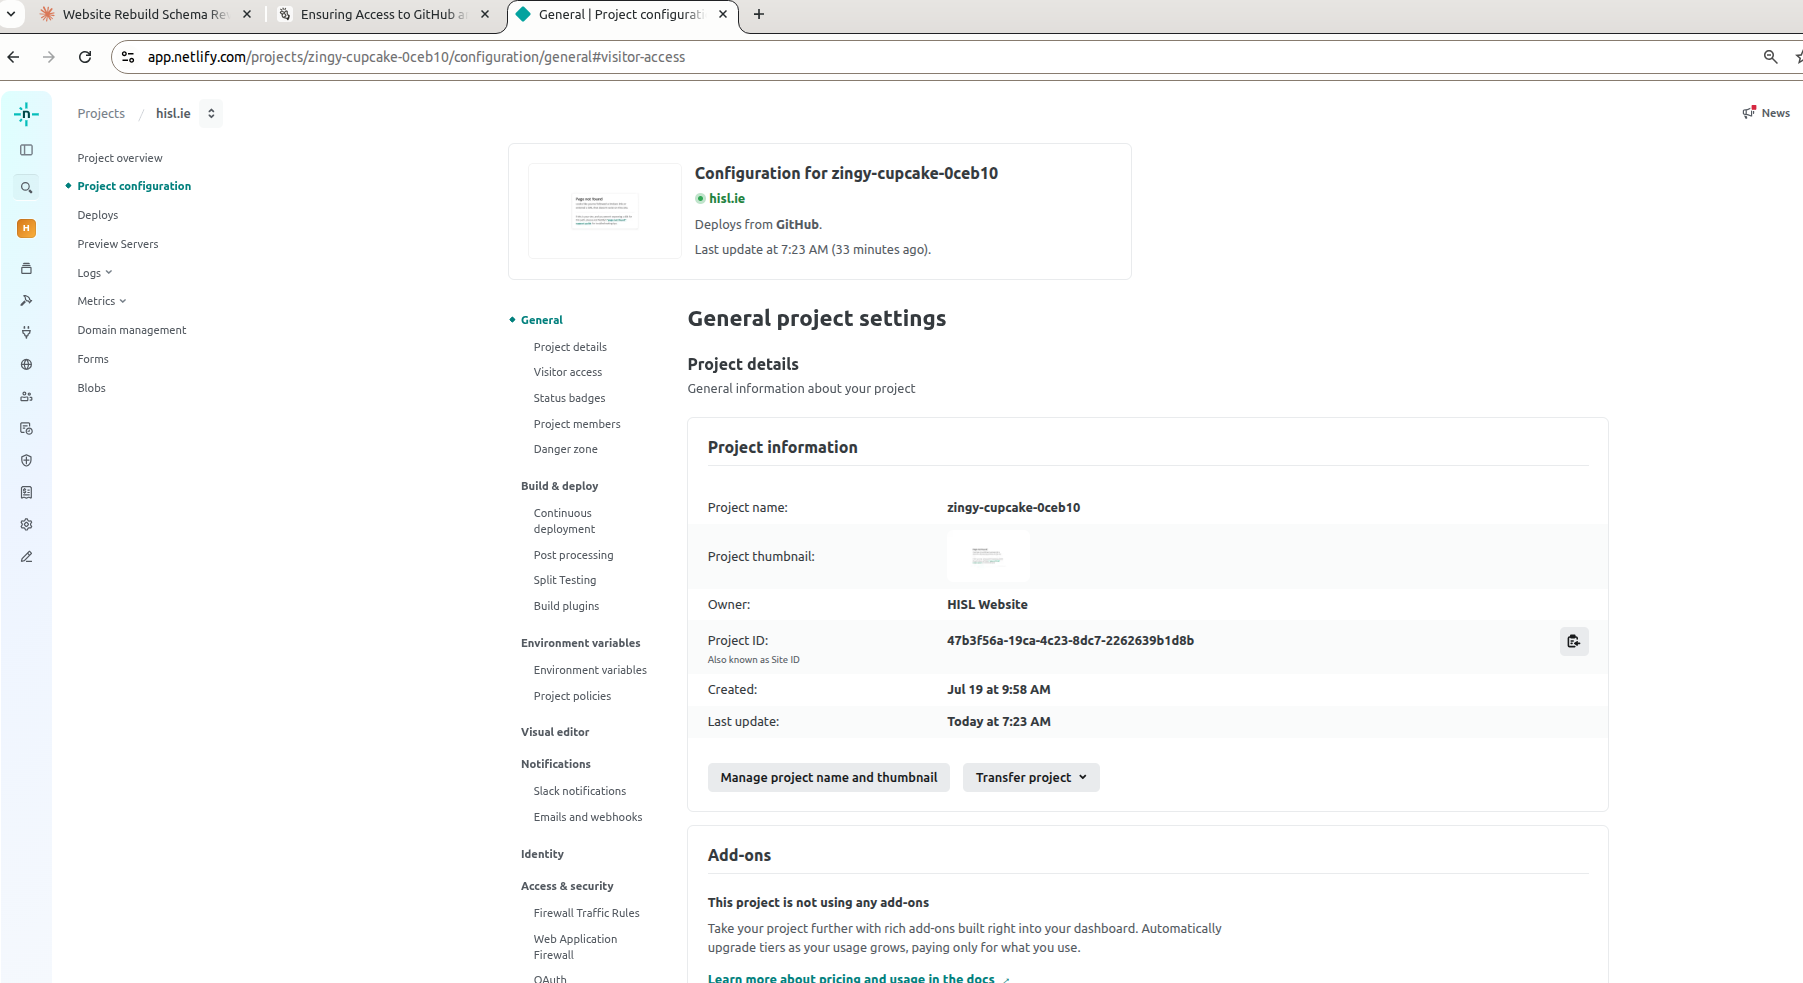 Website Rebuild Schema Rev
Ensuring Access to GitHub a
General | Project configurati
app.netlify.com/projects/zingy-cupcake-0ceb10/configuration/general#visitor-access
Projects / hisl.ie
News
Project overview
Project configuration
Deploys
Preview Servers
Logs
Metrics
Domain management
Forms
Blobs
H
Page not found
Configuration for zingy-cupcake-0ceb10
hisl.ie
Deploys from GitHub.
Last update at 7:23 AM (33 minutes ago).
General
Project details
Visitor access
Status badges
Project members
Danger zone
Build & deploy
Continuous
deployment
Post processing
Split Testing
Build plugins
Environment variables
Environment variables
Project policies
Visual editor
Notifications
Slack notifications
Emails and webhooks
Identity
Access & security
Firewall Traffic Rules
Web Application
Firewall
OAuth
General project settings
Project details
General information about your project
Project information
Project name: zingy-cupcake-0ceb10
Project thumbnail:
Owner: HISL Website
Project ID: 47b3f56a-19ca-4c23-8dc7-2262639b1d8b
Also known as Site ID
Created: Jul 19 at 9:58 AM
Last update: Today at 7:23 AM
Manage project name and thumbnail
Transfer project
Add-ons
This project is not using any add-ons
Take your project further with rich add-ons built right into your dashboard. Automatically
upgrade tiers as your usage grows, paying only for what you use.
Learn more about pricing and usage in the docs